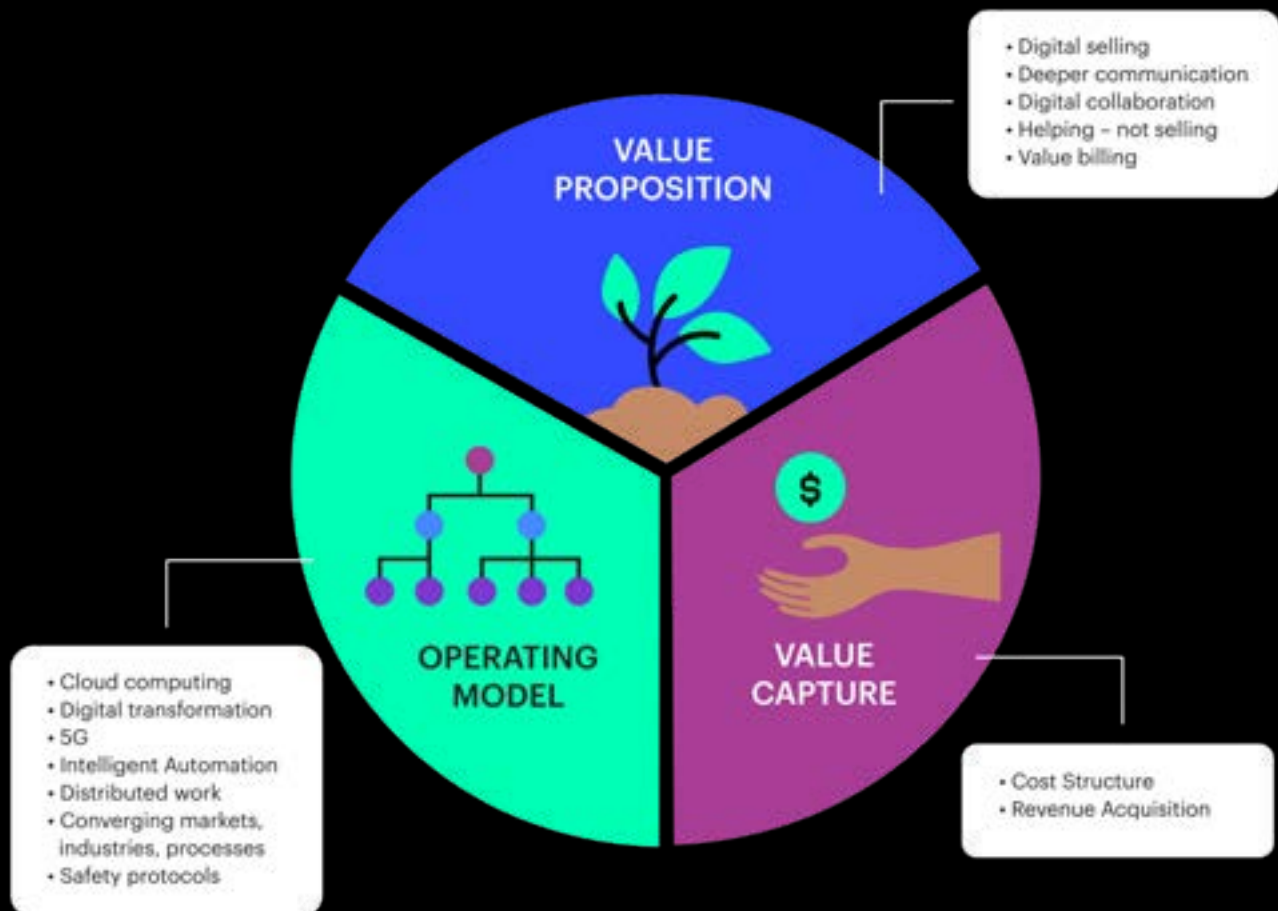 • Digital selling
• Deeper communication
• Digital collaboration
• Helping – not selling
• Value billing
VALUE
PROPOSITION
$
OPERATING
MODEL
VALUE
CAPTURE
• Cloud computing
• Digital transformation
• 5G
• Intelligent Automation
• Distributed work
• Converging markets,
industries, processes
• Safety protocols
• Cost Structure
• Revenue Acquisition